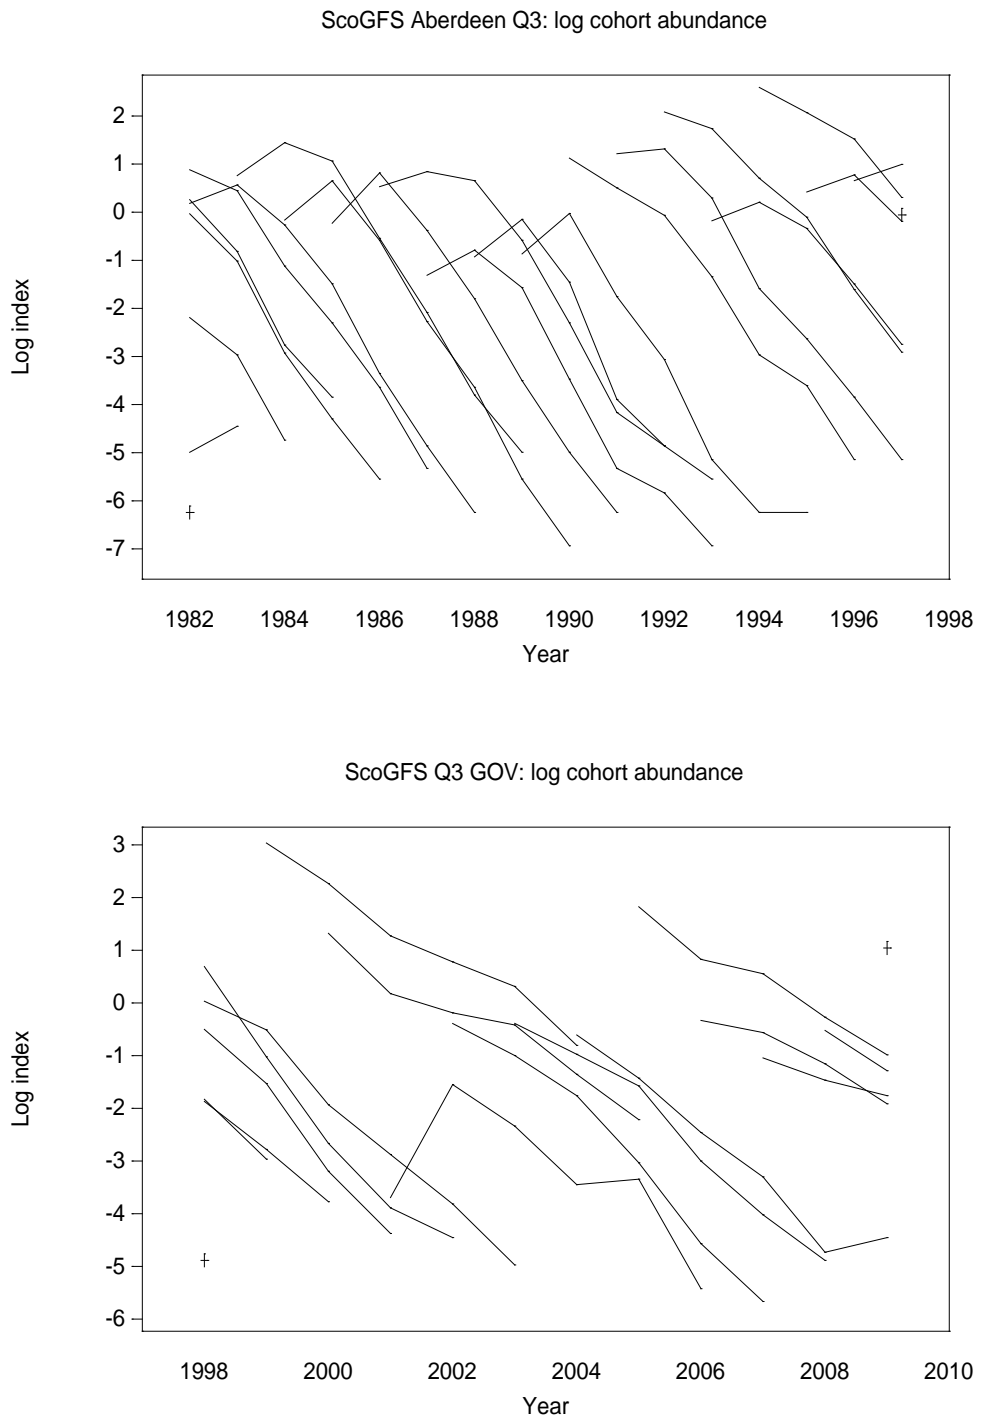 ScoGFS Aberdeen Q3: log cohort abundance
2
1
0
-1
-2
-3
-4
-5
-6
-7
Log index
1982 1984 1986 1988 1990 1992 1994 1996 1998
Year
ScoGFS Q3 GOV: log cohort abundance
3
2
1
0
-1
-2
-3
-4
-5
-6
Log index
1998 2000 2002 2004 2006 2008 2010
Year